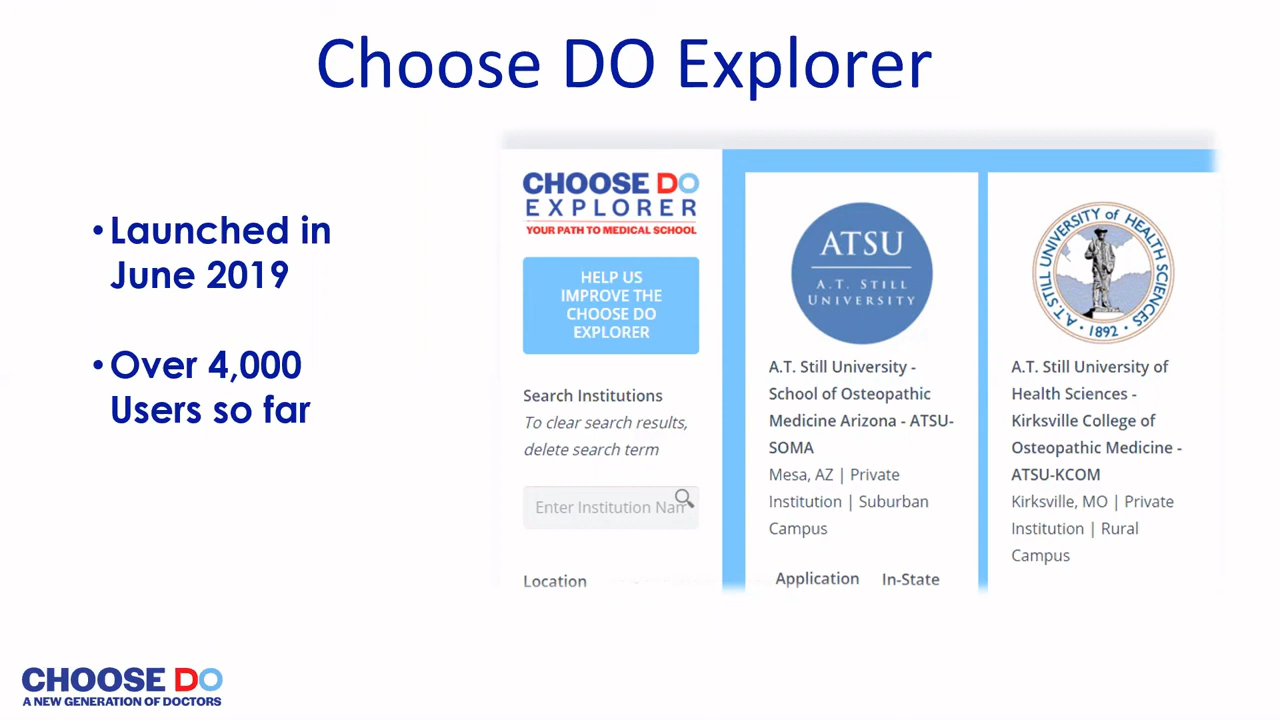 Choose DO Explorer
•Launched in
June 2019
•Over 4,000
Users so far
CHOOSE DO
EXPLORER
YOUR PATH TO MEDICAL SCHOOL
HELP US
IMPROVE THE
CHOOSE DO
EXPLORER
Search Institutions
To clear search results,
delete search term
Enter Institution Nam
Location
ATSU
A.T. STILL
UNIVERSITY
A.T. Still University -
School of Osteopathic
Medicine Arizona - ATSU-
SOMA
Mesa, AZ | Private
Institution | Suburban
Campus
Application In-State
A.T. STILL UNIVERSITY of HEALTH SCIENCES
• 1892 •
A.T. Still University of
Health Sciences -
Kirksville College of
Osteopathic Medicine -
ATSU-KCOM
Kirksville, MO | Private
Institution | Rural
Campus
CHOOSE DO
A NEW GENERATION OF DOCTORS